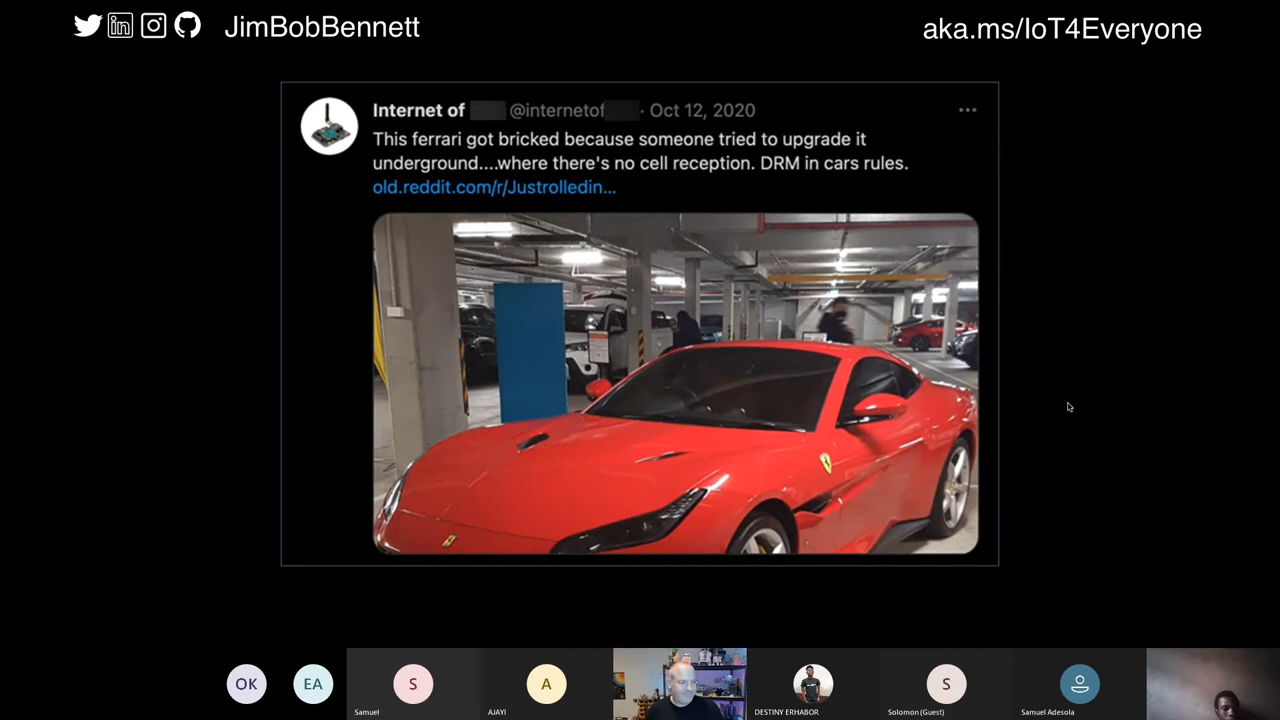 JimBobBennett
aka.ms/IoT4Everyone
Internet of @internetof · Oct 12, 2020
This ferrari got bricked because someone tried to upgrade it
underground....where there's no cell reception. DRM in cars rules.
old.reddit.com/r/Justrolledin...
OK
EA
S
A
S
Samuel
AJAYI
DESTINY ERHABOR
Solomon (Guest)
Samuel Adesola